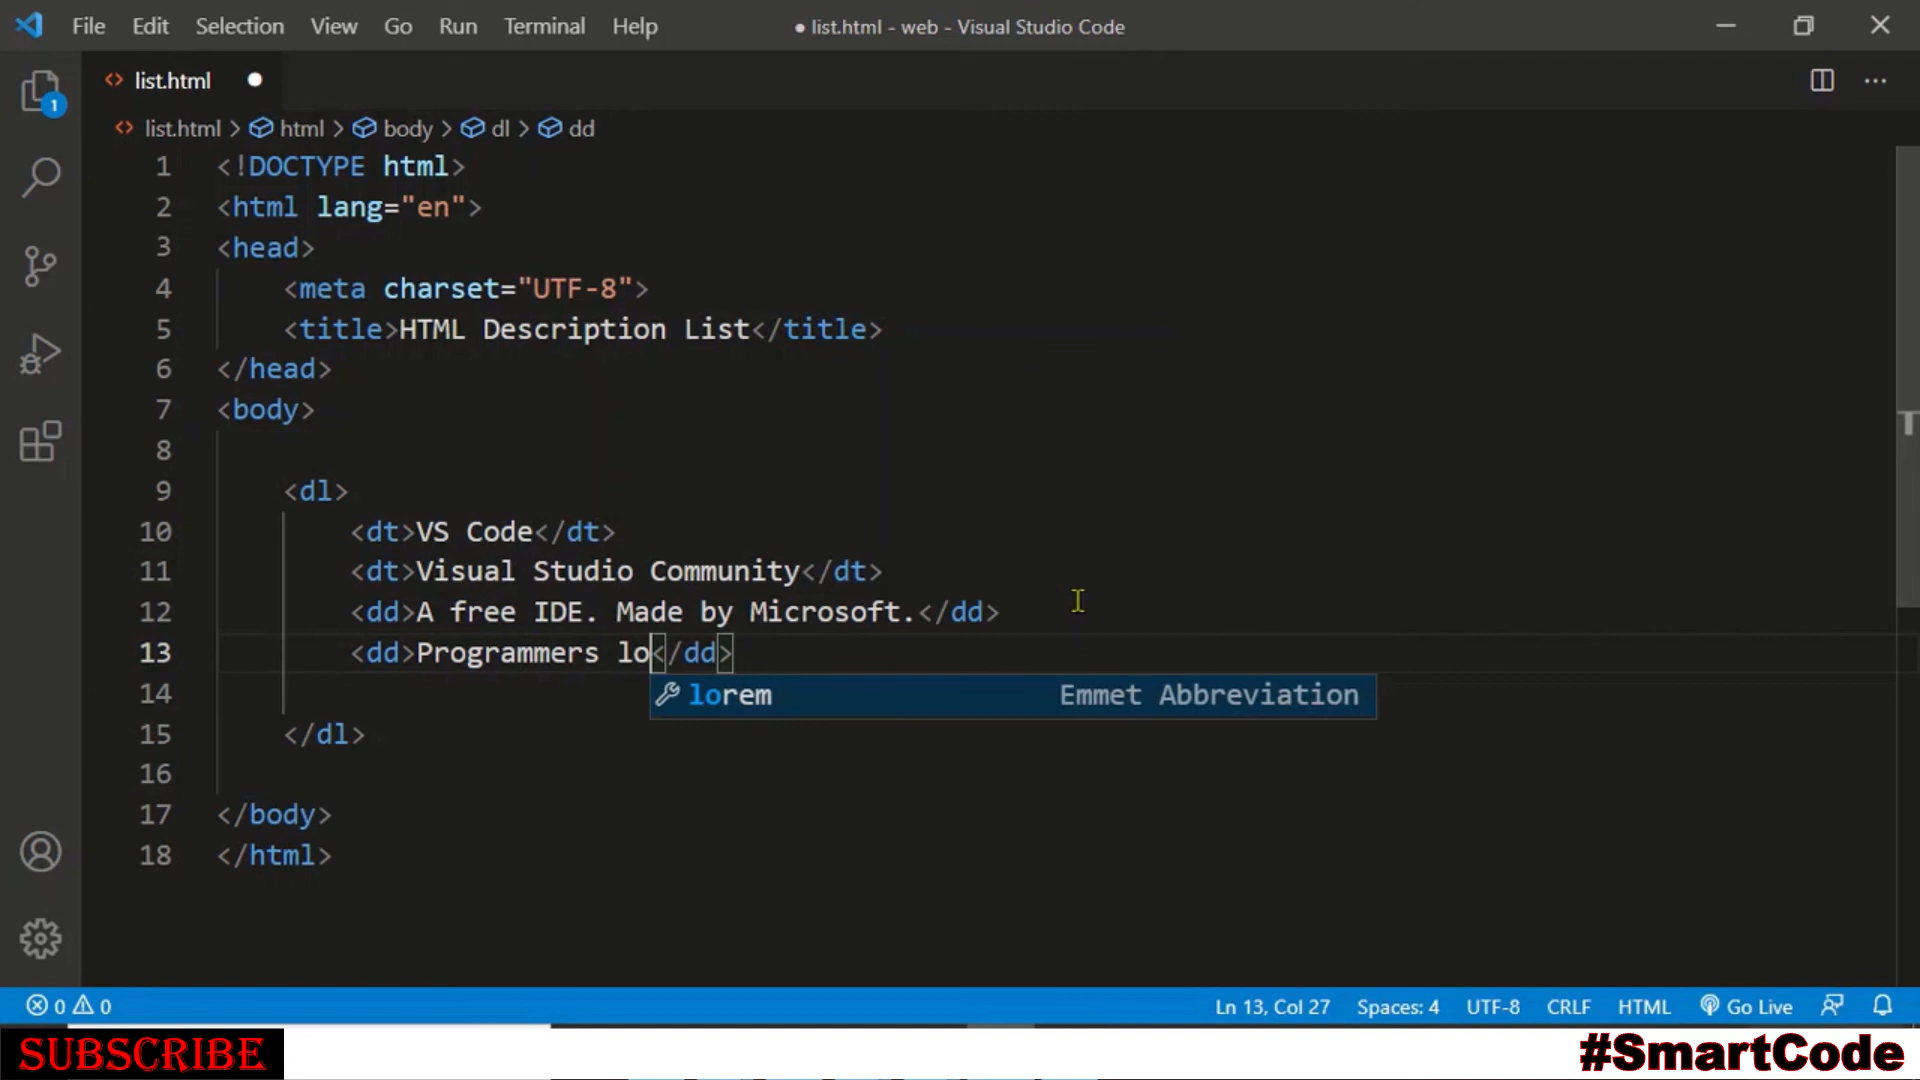 File Edit Selection View Go Run Terminal Help ● list.html - web - Visual Studio Code
<> list.html ●
1
<> list.html > html > body > dl > dd
1 <!DOCTYPE html>
2 <html lang="en">
3 <head>
4     <meta charset="UTF-8">
5     <title>HTML Description List</title>
6 </head>
7 <body>
8
9     <dl>
10         <dt>VS Code</dt>
11         <dt>Visual Studio Community</dt>
12         <dd>A free IDE. Made by Microsoft.</dd>
13         <dd>Programmers lo</dd>
lorem Emmet Abbreviation
14
15     </dl>
16
17 </body>
18 </html>
0 0 Ln 13, Col 27 Spaces: 4 UTF-8 CRLF HTML Go Live
SUBSCRIBE #SmartCode